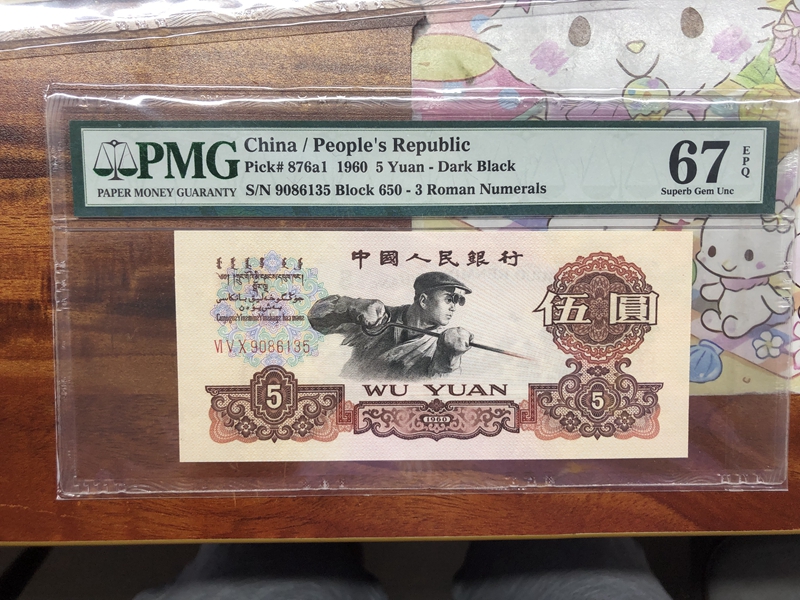 PMG
PAPER MONEY GUARANTY
China / People's Republic
Pick# 876a1 1960 5 Yuan - Dark Black
S/N 9086135 Block 650 - 3 Roman Numerals
67
EPQ
Superb Gem Unc
中國人民銀行
伍圓
VI V X 9086135
WU YUAN
5
1960
5